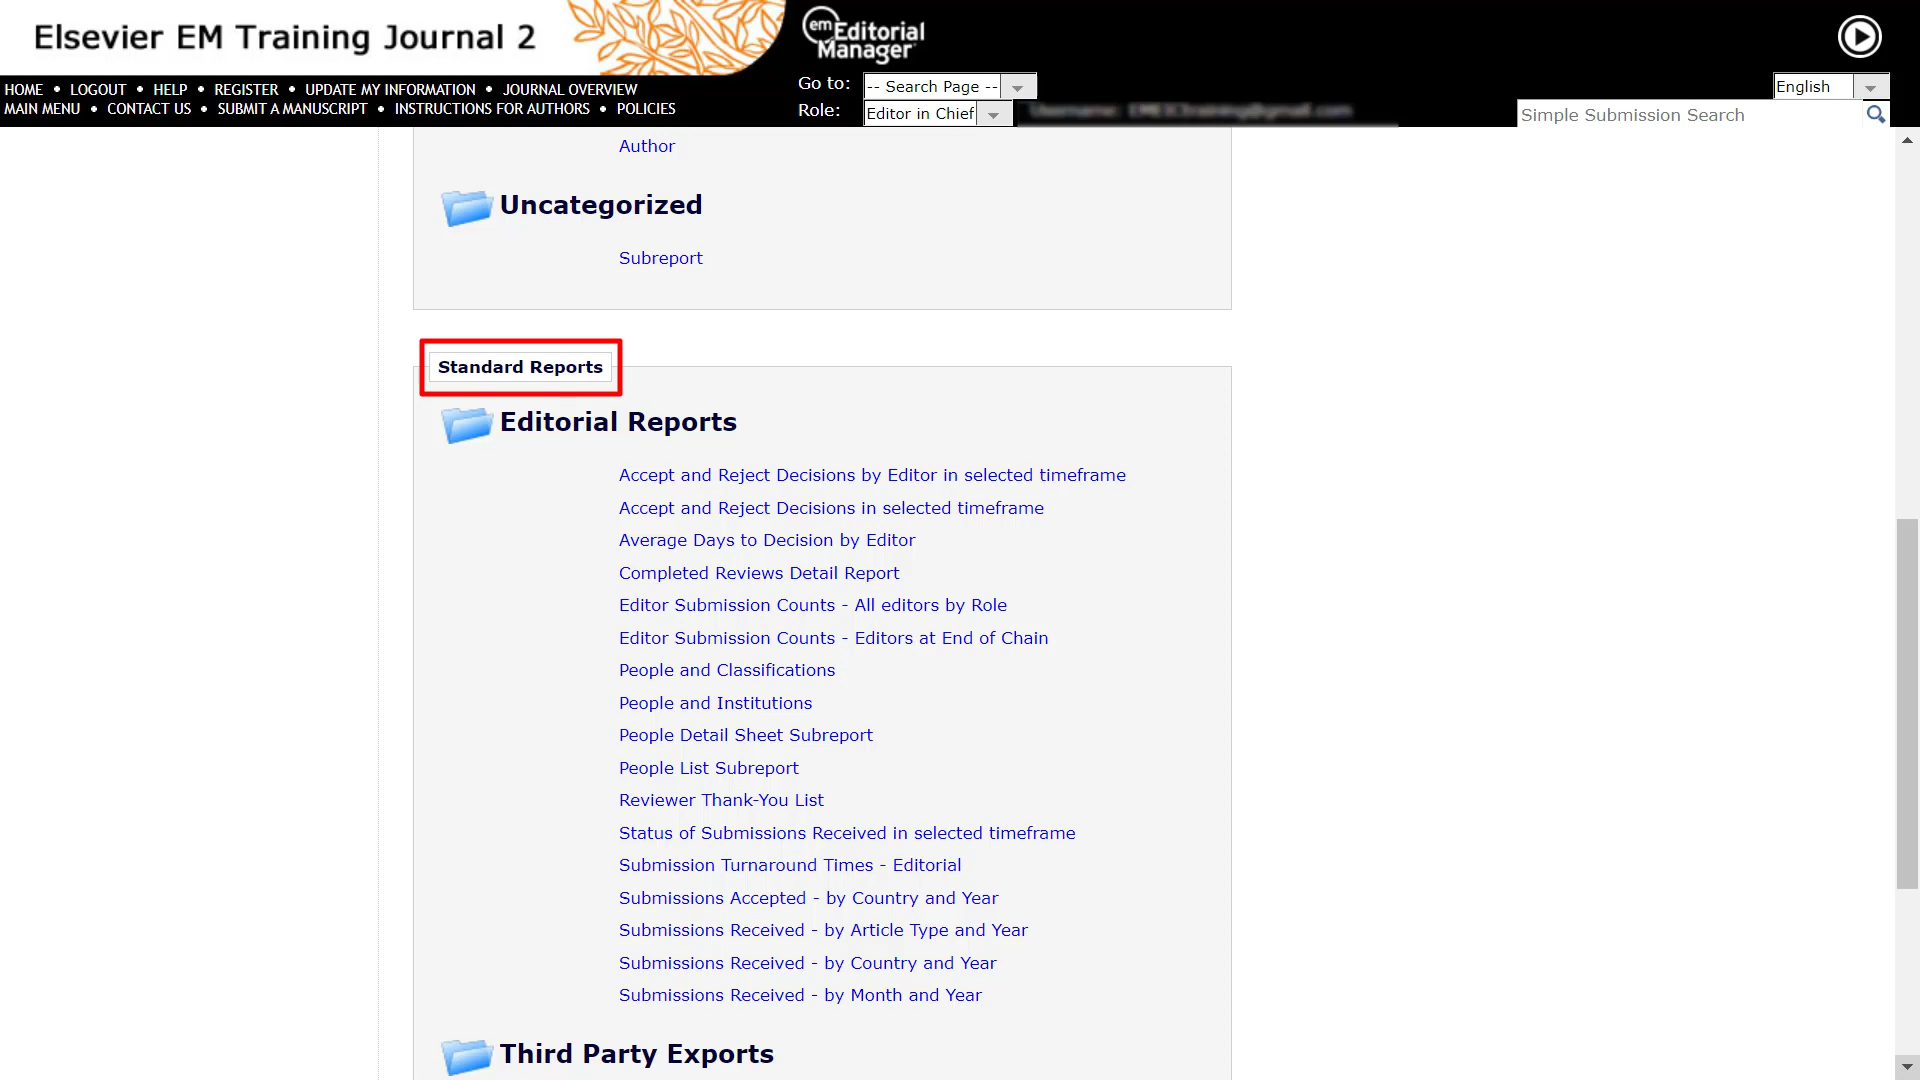 Elsevier EM Training Journal 2
em Editorial Manager®
HOME • LOGOUT • HELP • REGISTER • UPDATE MY INFORMATION • JOURNAL OVERVIEW
MAIN MENU • CONTACT US • SUBMIT A MANUSCRIPT • INSTRUCTIONS FOR AUTHORS • POLICIES
Go to: -- Search Page --
Role: Editor in Chief
English
Simple Submission Search
Author
Uncategorized
Subreport
Standard Reports
Editorial Reports
Accept and Reject Decisions by Editor in selected timeframe
Accept and Reject Decisions in selected timeframe
Average Days to Decision by Editor
Completed Reviews Detail Report
Editor Submission Counts - All editors by Role
Editor Submission Counts - Editors at End of Chain
People and Classifications
People and Institutions
People Detail Sheet Subreport
People List Subreport
Reviewer Thank-You List
Status of Submissions Received in selected timeframe
Submission Turnaround Times - Editorial
Submissions Accepted - by Country and Year
Submissions Received - by Article Type and Year
Submissions Received - by Country and Year
Submissions Received - by Month and Year
Third Party Exports